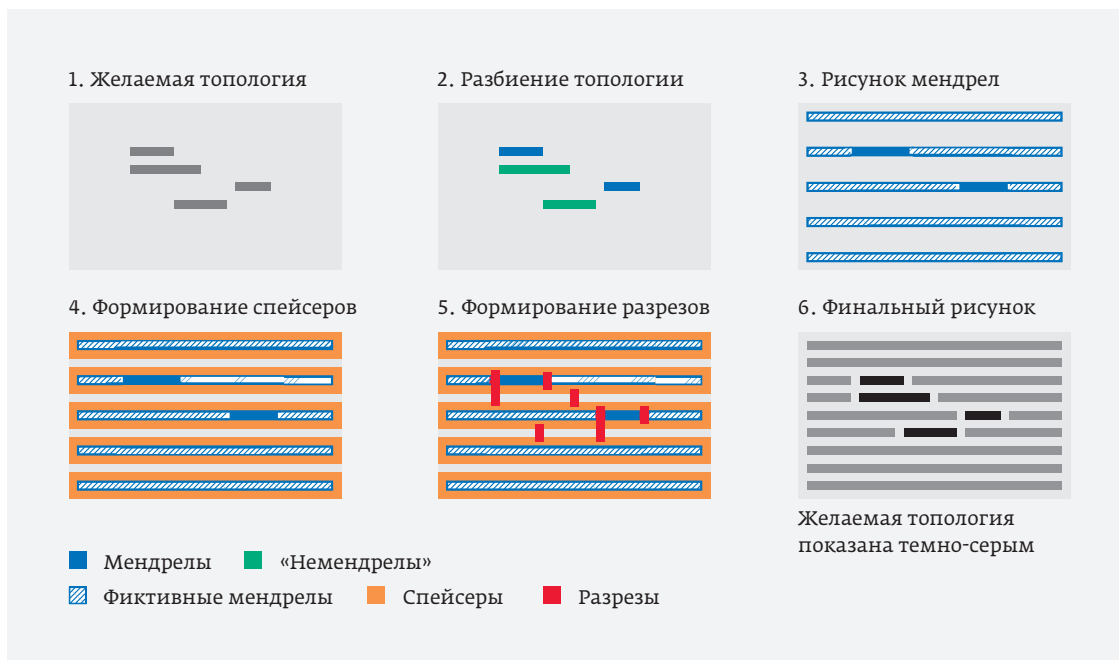 1. Желаемая топология
2. Разбиение топологии
3. Рисунок мендрел
4. Формирование спейсеров
5. Формирование разрезов
6. Финальный рисунок
Желаемая топология
показана темно-серым
Мендрелы
«Немендрелы»
Фиктивные мендрелы
Спейсеры
Разрезы